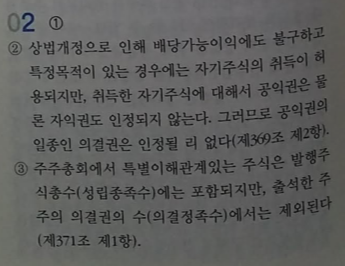 02 ①
② 상법개정으로 인해 배당가능이익에도 불구하고
특정목적이 있는 경우에는 자기주식의 취득이 허
용되지만, 취득한 자기주식에 대해서 공익권은 물
론 자익권도 인정되지 않는다. 그러므로 공익권의
일종인 의결권은 인정될 리 없다(제369조 제2항).
③ 주주총회에서 특별이해관계있는 주식은 발행주
식총수(성립종족수)에는 포함되지만, 출석한 주
주의 의결권의 수(의결정족수)에서는 제외된다
(제371조 제1항).